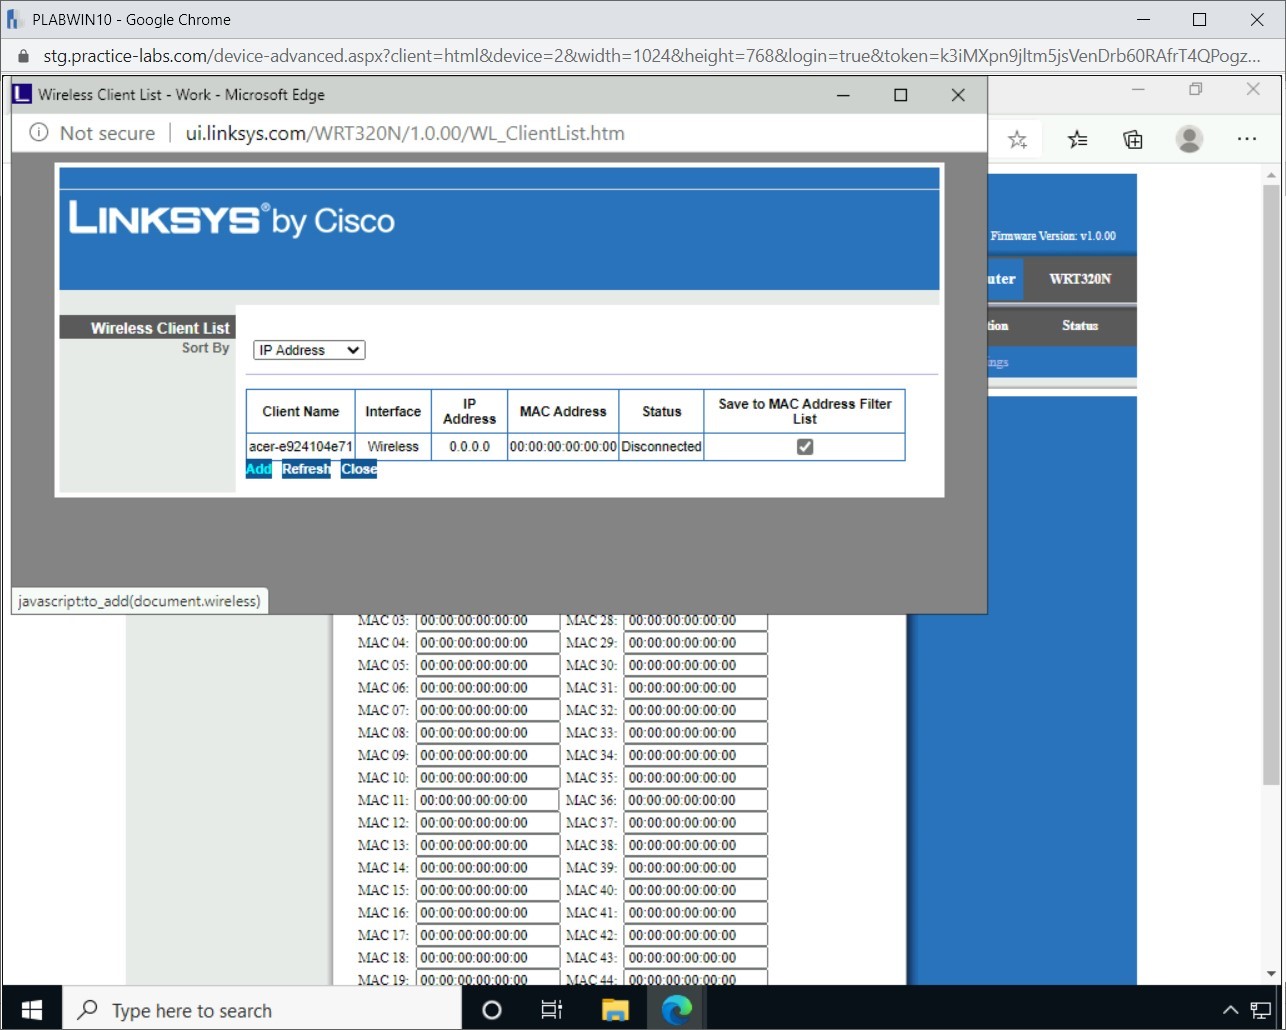 PLABWIN10 - Google Chrome
stg.practice-labs.com/device-advanced.aspx?client=html&device=2&width=1024&height=768&login=true&token=k3iMXpn9jltm5jsVenDrb60RAfrT4QPogz...
Wireless Client List - Work - Microsoft Edge
Not secure | ui.linksys.com/WRT320N/1.0.00/WL_ClientList.htm
LINKSYS® by Cisco
Firmware Version: v1.0.00
uter WRT320N
tion Status
ings
Wireless Client List
Sort By IP Address
Client Name Interface IP Address MAC Address Status Save to MAC Address Filter List
acer-e924104e71 Wireless 0.0.0.0 00:00:00:00:00:00 Disconnected
Add Refresh Close
javascript:to_add(document.wireless)
MAC 03: 00:00:00:00:00:00 MAC 28: 00:00:00:00:00:00
MAC 04: 00:00:00:00:00:00 MAC 29: 00:00:00:00:00:00
MAC 05: 00:00:00:00:00:00 MAC 30: 00:00:00:00:00:00
MAC 06: 00:00:00:00:00:00 MAC 31: 00:00:00:00:00:00
MAC 07: 00:00:00:00:00:00 MAC 32: 00:00:00:00:00:00
MAC 08: 00:00:00:00:00:00 MAC 33: 00:00:00:00:00:00
MAC 09: 00:00:00:00:00:00 MAC 34: 00:00:00:00:00:00
MAC 10: 00:00:00:00:00:00 MAC 35: 00:00:00:00:00:00
MAC 11: 00:00:00:00:00:00 MAC 36: 00:00:00:00:00:00
MAC 12: 00:00:00:00:00:00 MAC 37: 00:00:00:00:00:00
MAC 13: 00:00:00:00:00:00 MAC 38: 00:00:00:00:00:00
MAC 14: 00:00:00:00:00:00 MAC 39: 00:00:00:00:00:00
MAC 15: 00:00:00:00:00:00 MAC 40: 00:00:00:00:00:00
MAC 16: 00:00:00:00:00:00 MAC 41: 00:00:00:00:00:00
MAC 17: 00:00:00:00:00:00 MAC 42: 00:00:00:00:00:00
MAC 18: 00:00:00:00:00:00 MAC 43: 00:00:00:00:00:00
MAC 19: 00:00:00:00:00:00 MAC 44: 00:00:00:00:00:00
Type here to search